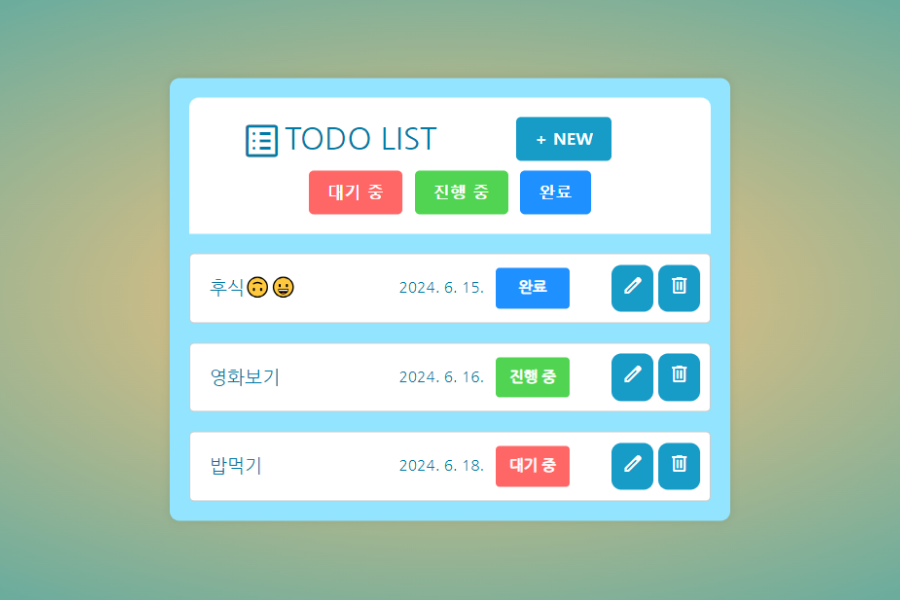 TODO LIST + NEW
대기 중 진행 중 완료
후식🙃😀 2024. 6. 15. 완료
영화보기 2024. 6. 16. 진행 중
밥먹기 2024. 6. 18. 대기 중